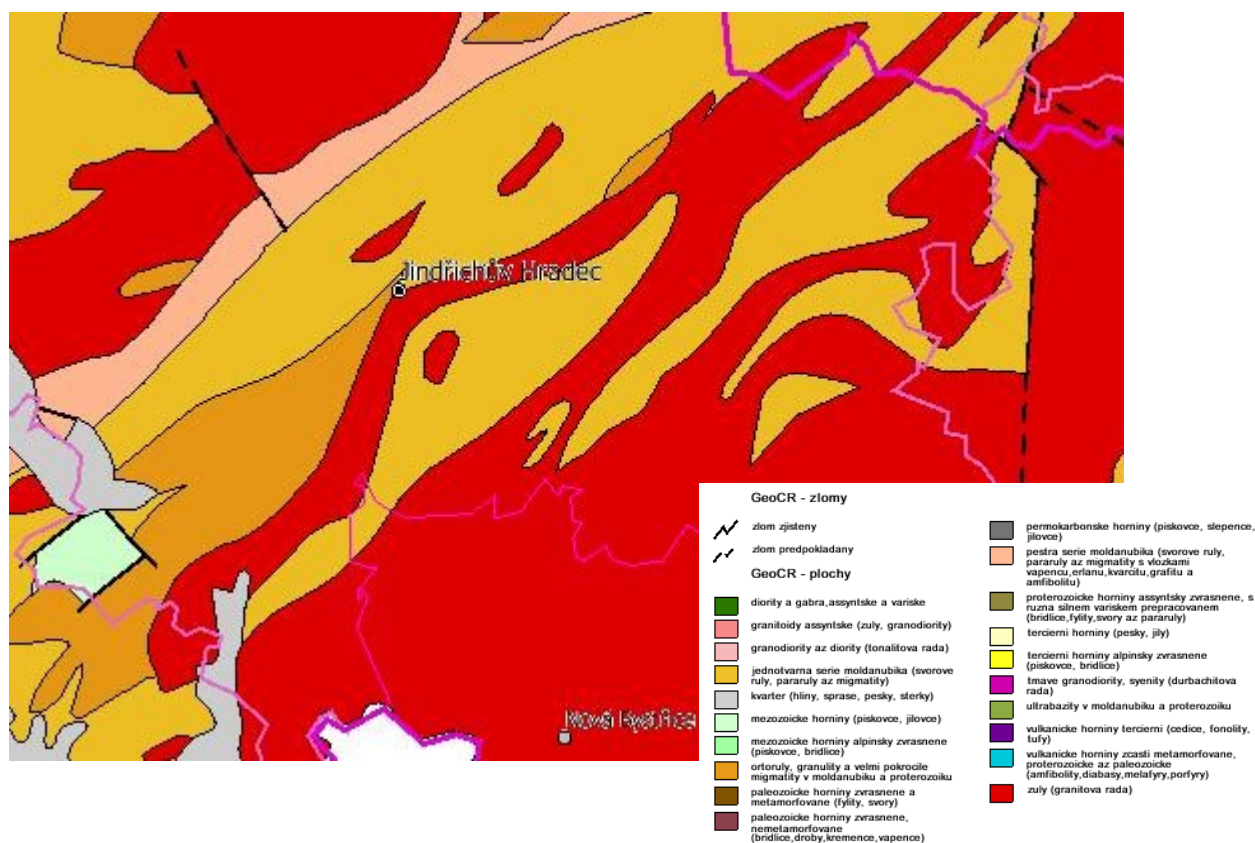 Jindřichův Hradec
Nová Bystřice
GeoCR - zlomy
zlom zjisteny
zlom predpokladany
GeoCR - plochy
diority a gabra,assyntske a variske
granitoidy assyntske (zuly, granodiority)
granodiority az diority (tonalitova rada)
jednotvarna serie moldanubika (svorove
ruly, pararuly az migmatity)
kvarter (hliny, sprase, pesky, sterky)
mezozoicke horniny (piskovce, jilovce)
mezozoicke horniny alpinsky zvrasnene
(piskovce, bridlice)
ortoruly, granulity a velmi pokrocile
migmatity v moldanubiku a proterozoiku
paleozoicke horniny zvrasnene a
metamorfovane (fylity, svory)
paleozoicke horniny zvrasnene,
nemetamorfovane
(bridlice,droby,kremence,vapence)
permokarbonske horniny (piskovce, slepence,
jilovce)
pestra serie moldanubika (svorove ruly,
pararuly az migmatity s vlozkami
vapencu,erlanu,kvarcitu,grafitu a
amfibolitu)
proterozoicke horniny assyntsky zvrasnene, s
ruzna silnem variskem prepracovanem
(bridlice,fylity,svory az pararuly)
tercierni horniny (pesky, jily)
tercierni horniny alpinsky zvrasnene
(piskovce, bridlice)
tmave granodiority, syenity (durbachitova
rada)
ultrabazity v moldanubiku a proterozoiku
vulkanicke horniny tercierni (cedice, fonolity,
tufy)
vulkanicke horniny zcasti metamorfovane,
proterozoicke az paleozoicke
(amfibolity,diabasy,melafyry,porfyry)
zuly (granitova rada)